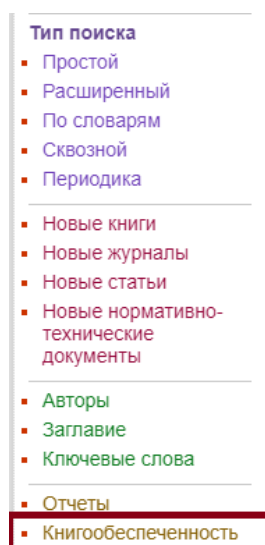 Тип поиска
Простой
Расширенный
По словарям
Сквозной
Периодика
Новые книги
Новые журналы
Новые статьи
Новые нормативно-
технические
документы
Авторы
Заглавие
Ключевые слова
Отчеты
Книгообеспеченность